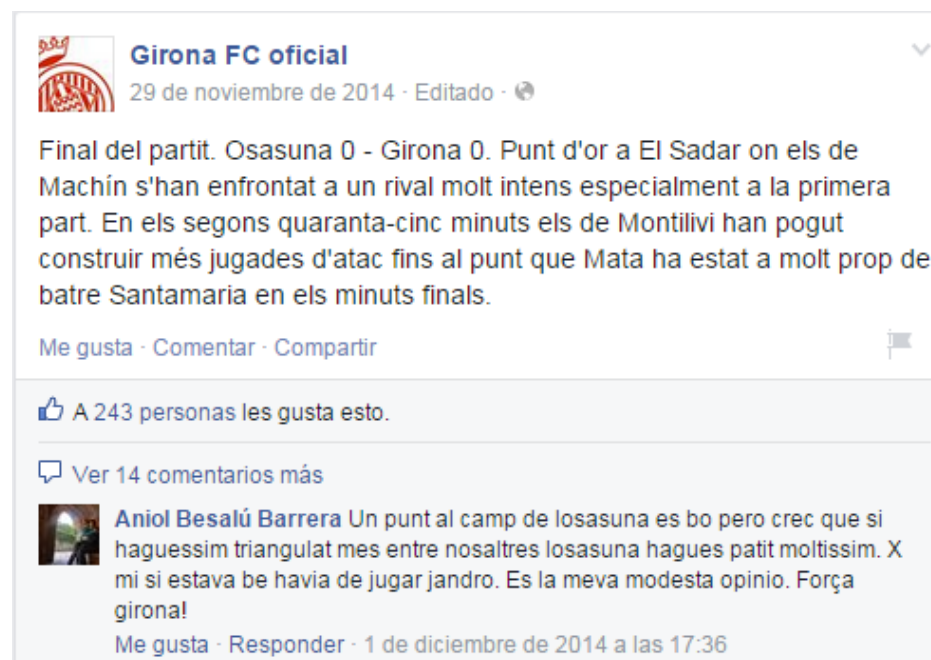 Girona FC oficial
29 de noviembre de 2014 · Editado ·
Final del partit. Osasuna 0 - Girona 0. Punt d'or a El Sadar on els de
Machín s'han enfrontat a un rival molt intens especialment a la primera
part. En els segons quaranta-cinc minuts els de Montilivi han pogut
construir més jugades d'atac fins al punt que Mata ha estat a molt prop de
batre Santamaria en els minuts finals.
Me gusta · Comentar · Compartir
A 243 personas les gusta esto.
Ver 14 comentarios más
Aniol Besalú Barrera Un punt al camp de losasuna es bo pero crec que si
haguessim triangulat mes entre nosaltres losasuna hagues patit moltissim. X
mi si estava be havia de jugar jandro. Es la meva modesta opinio. Força
girona!
Me gusta · Responder · 1 de diciembre de 2014 a las 17:36